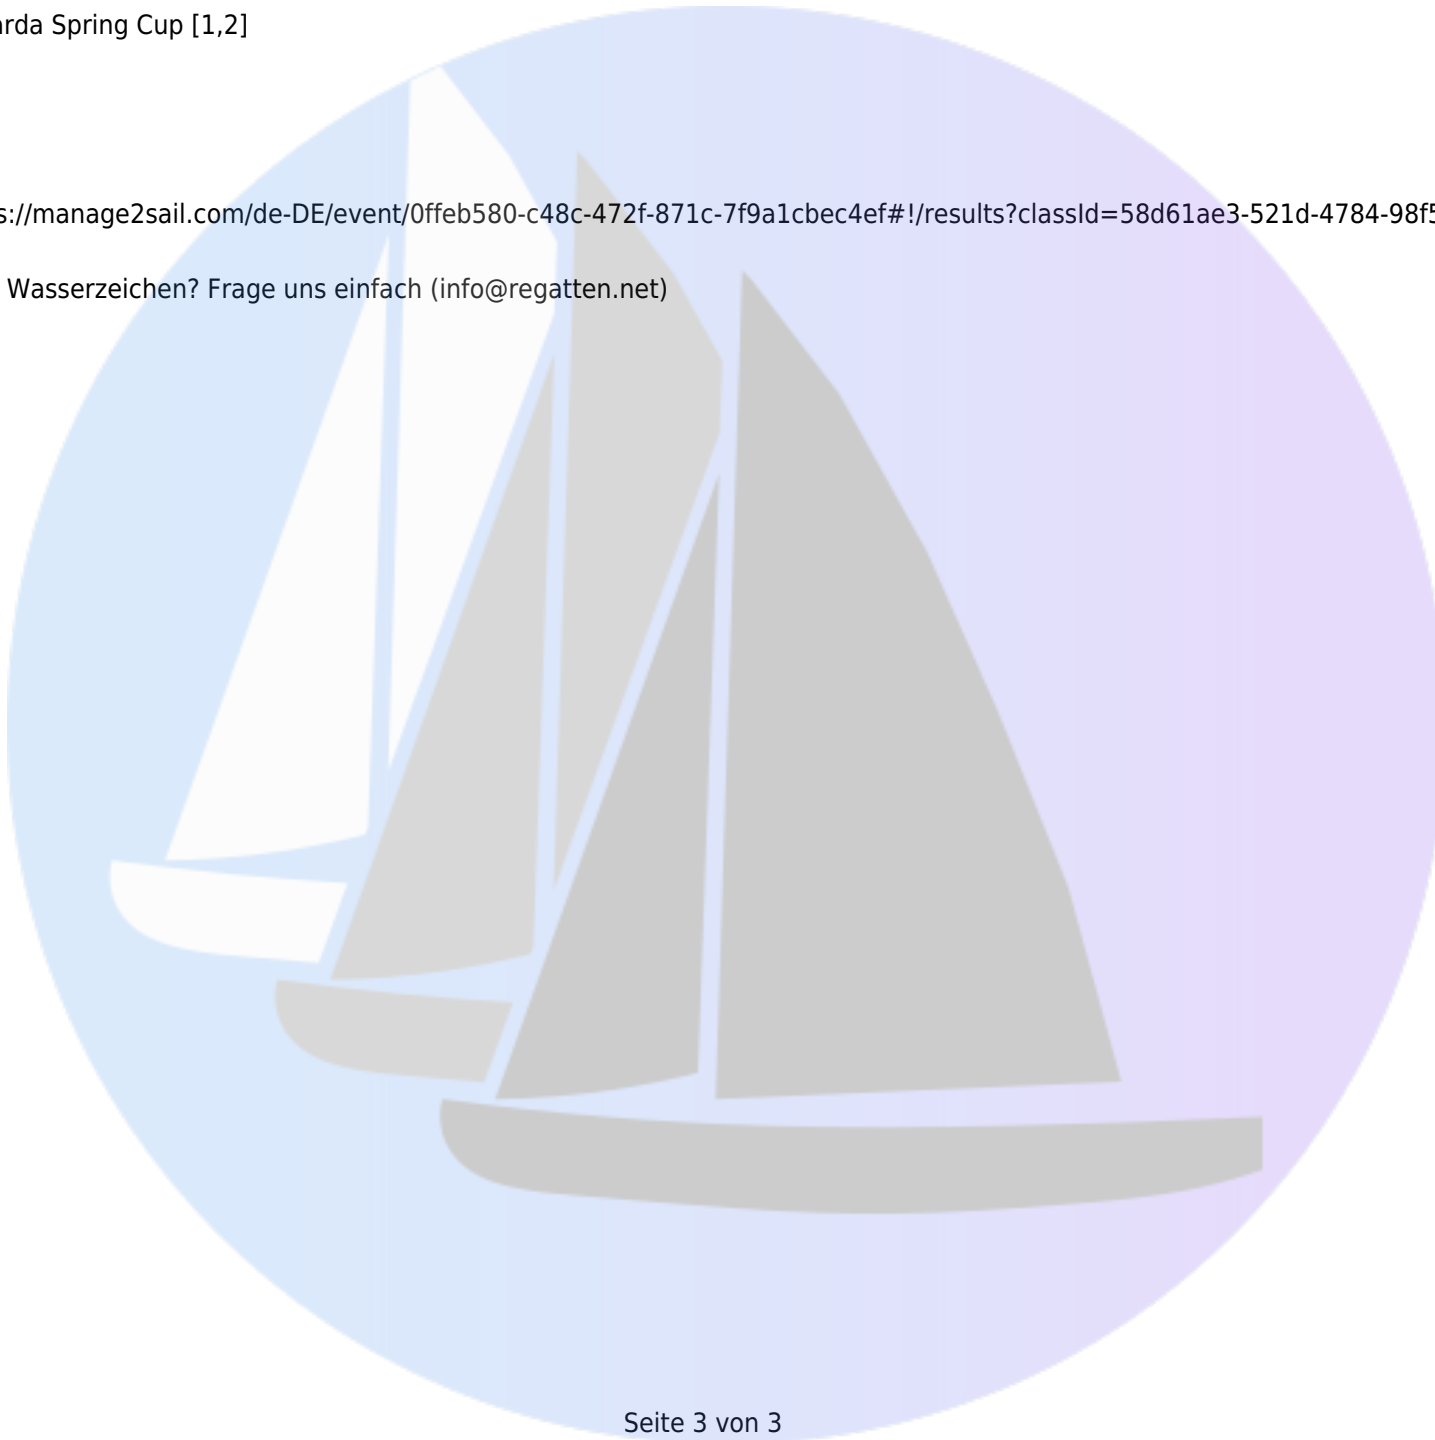 arda Spring Cup [1,2]
s://manage2sail.com/de-DE/event/0ffeb580-c48c-472f-871c-7f9a1cbec4ef#!/results?classId=58d61ae3-521d-4784-98f5
Wasserzeichen? Frage uns einfach (info@regatten.net)
Seite 3 von 3